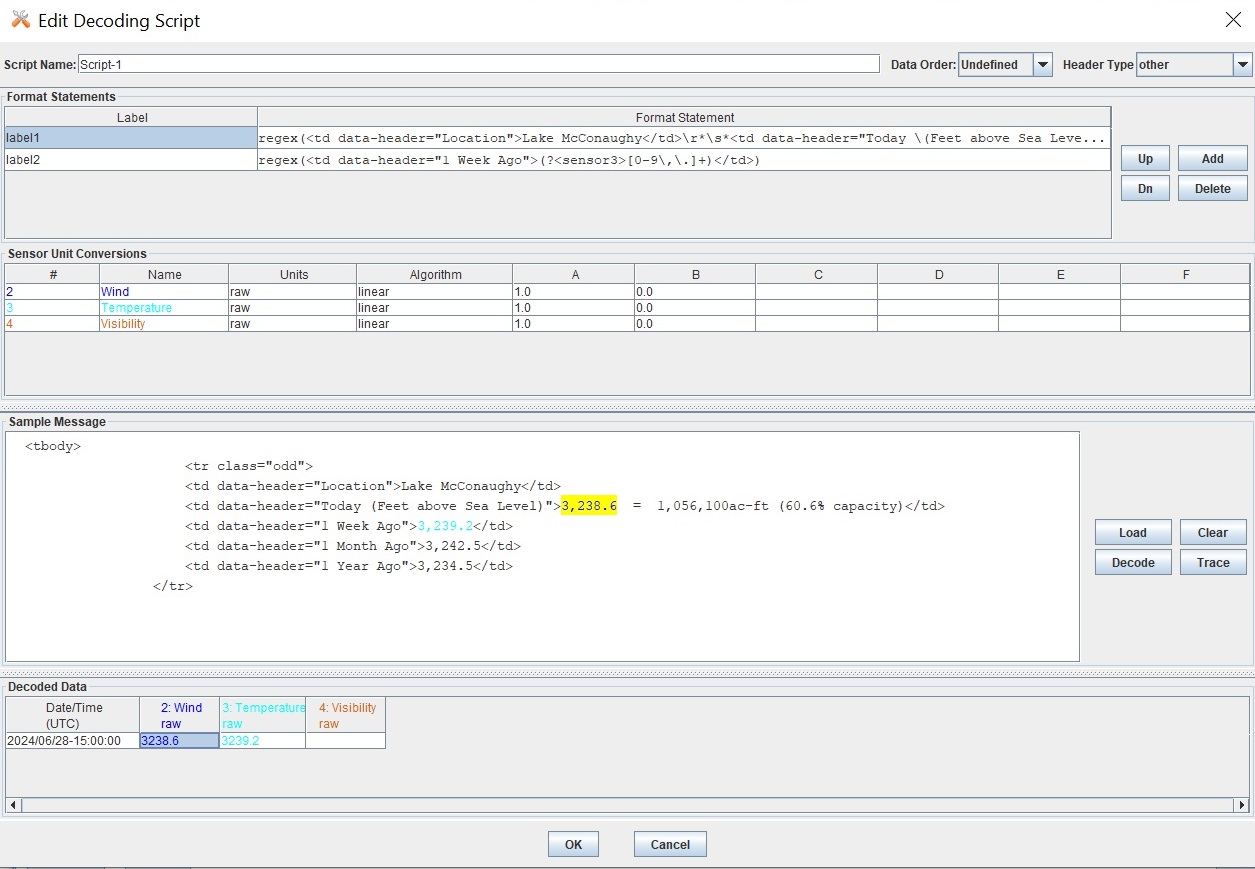 Edit Decoding Script
Script Name: Script-1 Data Order: Undefined Header Type other
Format Statements
Label Format Statement
label1 regex(<td data-header="Location">Lake McConaughy</td>\r*\s*<td data-header="Today \(Feet above Sea Leve...
label2 regex(<td data-header="1 Week Ago">(?<sensor3>[0-9\,\.]+)</td>)
Up Add
Dn Delete
Sensor Unit Conversions
# Name Units Algorithm A B C D E F
2 Wind raw linear 1.0 0.0
3 Temperature raw linear 1.0 0.0
4 Visibility raw linear 1.0 0.0
Sample Message
<tbody>
<tr class="odd">
<td data-header="Location">Lake McConaughy</td>
<td data-header="Today (Feet above Sea Level)">3,238.6 = 1,056,100ac-ft (60.6% capacity)</td>
<td data-header="1 Week Ago">3,239.2</td>
<td data-header="1 Month Ago">3,242.5</td>
<td data-header="1 Year Ago">3,234.5</td>
</tr>
Load Clear
Decode Trace
Decoded Data
Date/Time 2: Wind 3: Temperature 4: Visibility
(UTC) raw raw raw
2024/06/28-15:00:00 3238.6 3239.2
OK Cancel